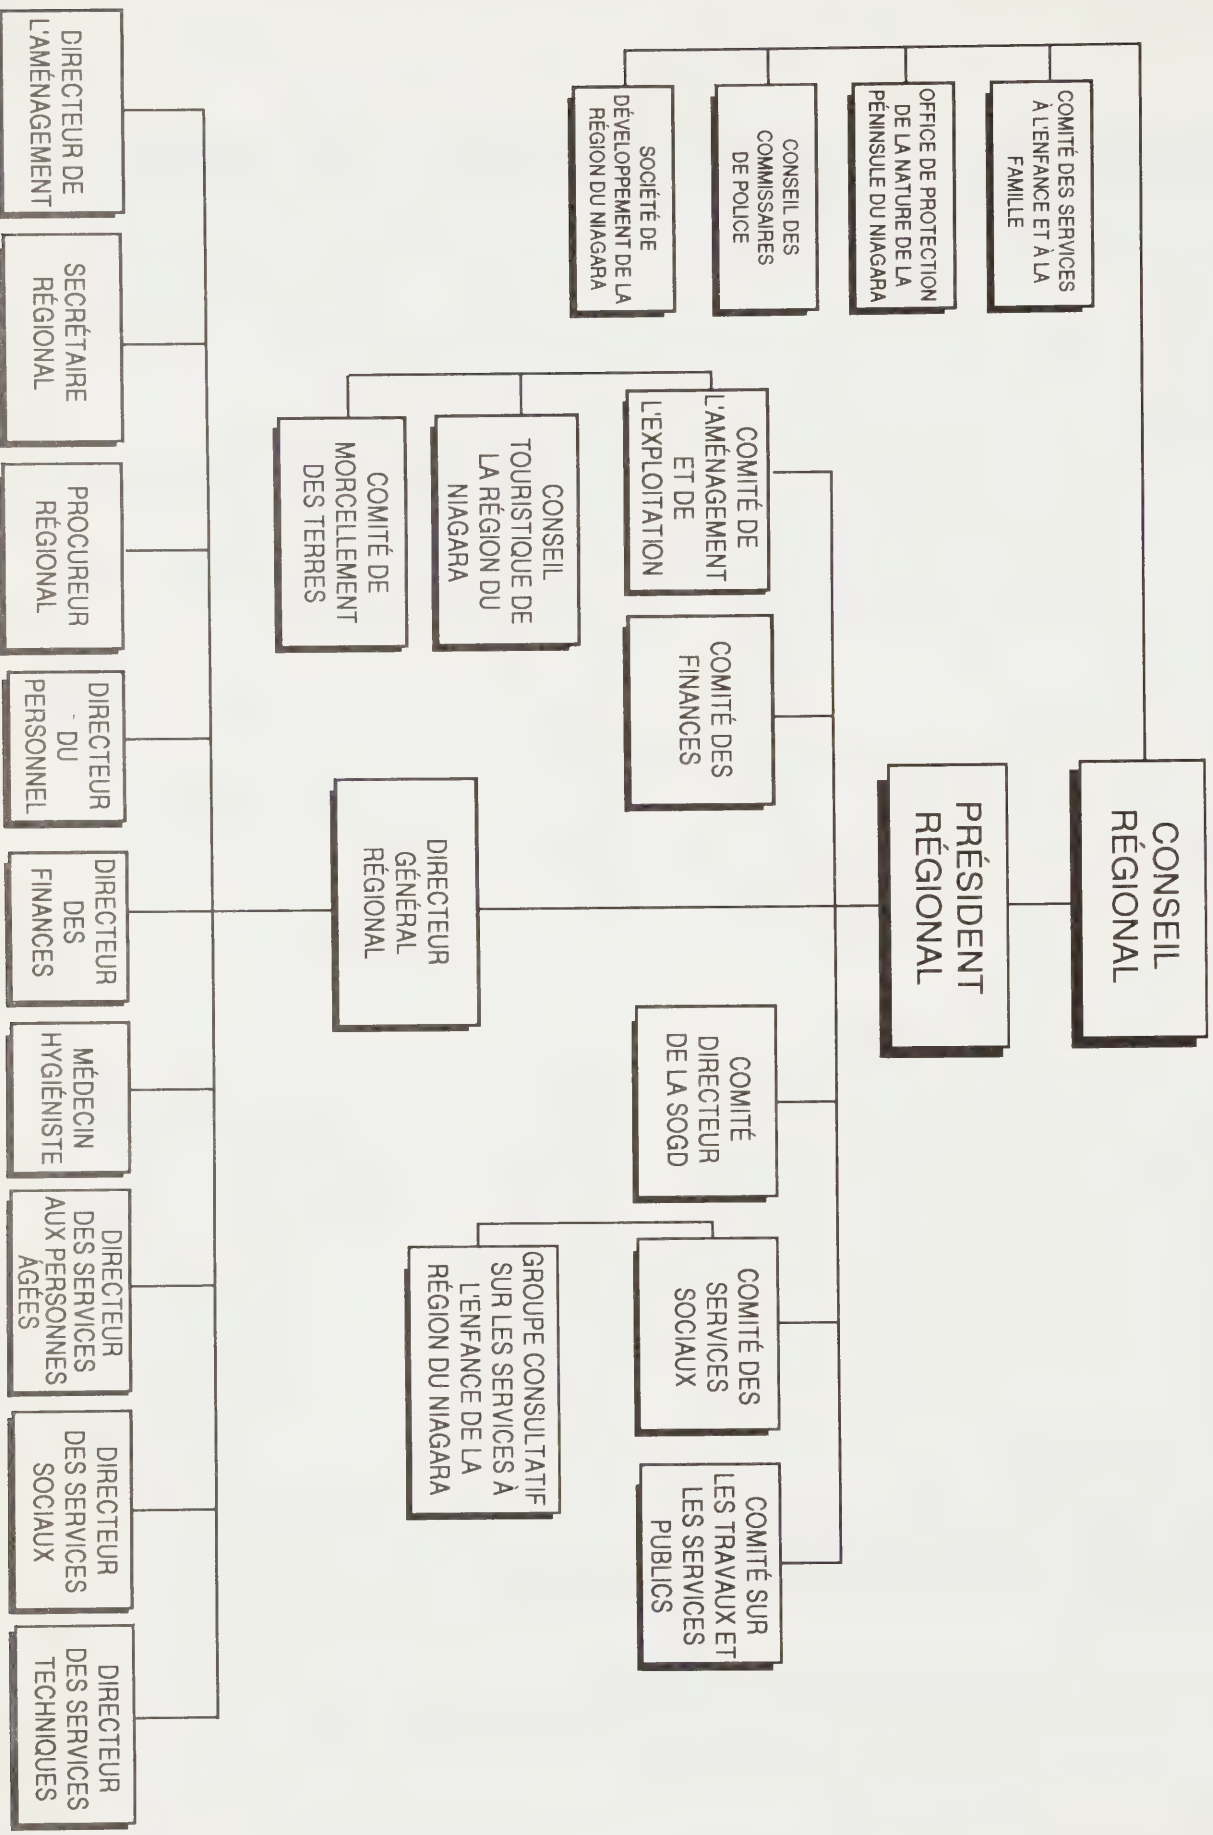 CONSEIL
RÉGIONAL
PRÉSIDENT
RÉGIONAL
COMITÉ DES SERVICES
À L'ENFANCE ET À LA
FAMILLE
OFFICE DE PROTECTION
DE LA NATURE DE LA
PÉNINSULE DU NIAGARA
CONSEIL DES
COMMISSAIRES
DE POLICE
SOCIÉTÉ DE
DÉVELOPPEMENT DE LA
RÉGION DU NIAGARA
COMITÉ DE
L'AMÉNAGEMENT
ET DE
L'EXPLOITATION
CONSEIL
TOURISTIQUE DE
LA RÉGION DU
NIAGARA
COMITÉ DE
MORCELLEMENT
DES TERRES
COMITÉ DES
FINANCES
COMITÉ
DIRECTEUR
DE LA SOGD
COMITÉ DES
SERVICES
SOCIAUX
GROUPE CONSULTATIF
SUR LES SERVICES À
L'ENFANCE DE LA
RÉGION DU NIAGARA
COMITÉ SUR
LES TRAVAUX ET
LES SERVICES
PUBLICS
DIRECTEUR
GÉNÉRAL
RÉGIONAL
DIRECTEUR DE
L'AMÉNAGEMENT
SECRÉTAIRE
RÉGIONAL
PROCUREUR
RÉGIONAL
DIRECTEUR
DU
PERSONNEL
DIRECTEUR
DES
FINANCES
MÉDECIN
HYGIÉNISTE
DIRECTEUR
DES SERVICES
AUX PERSONNES
ÂGÉES
DIRECTEUR
DES SERVICES
SOCIAUX
DIRECTEUR
DES SERVICES
TECHNIQUES